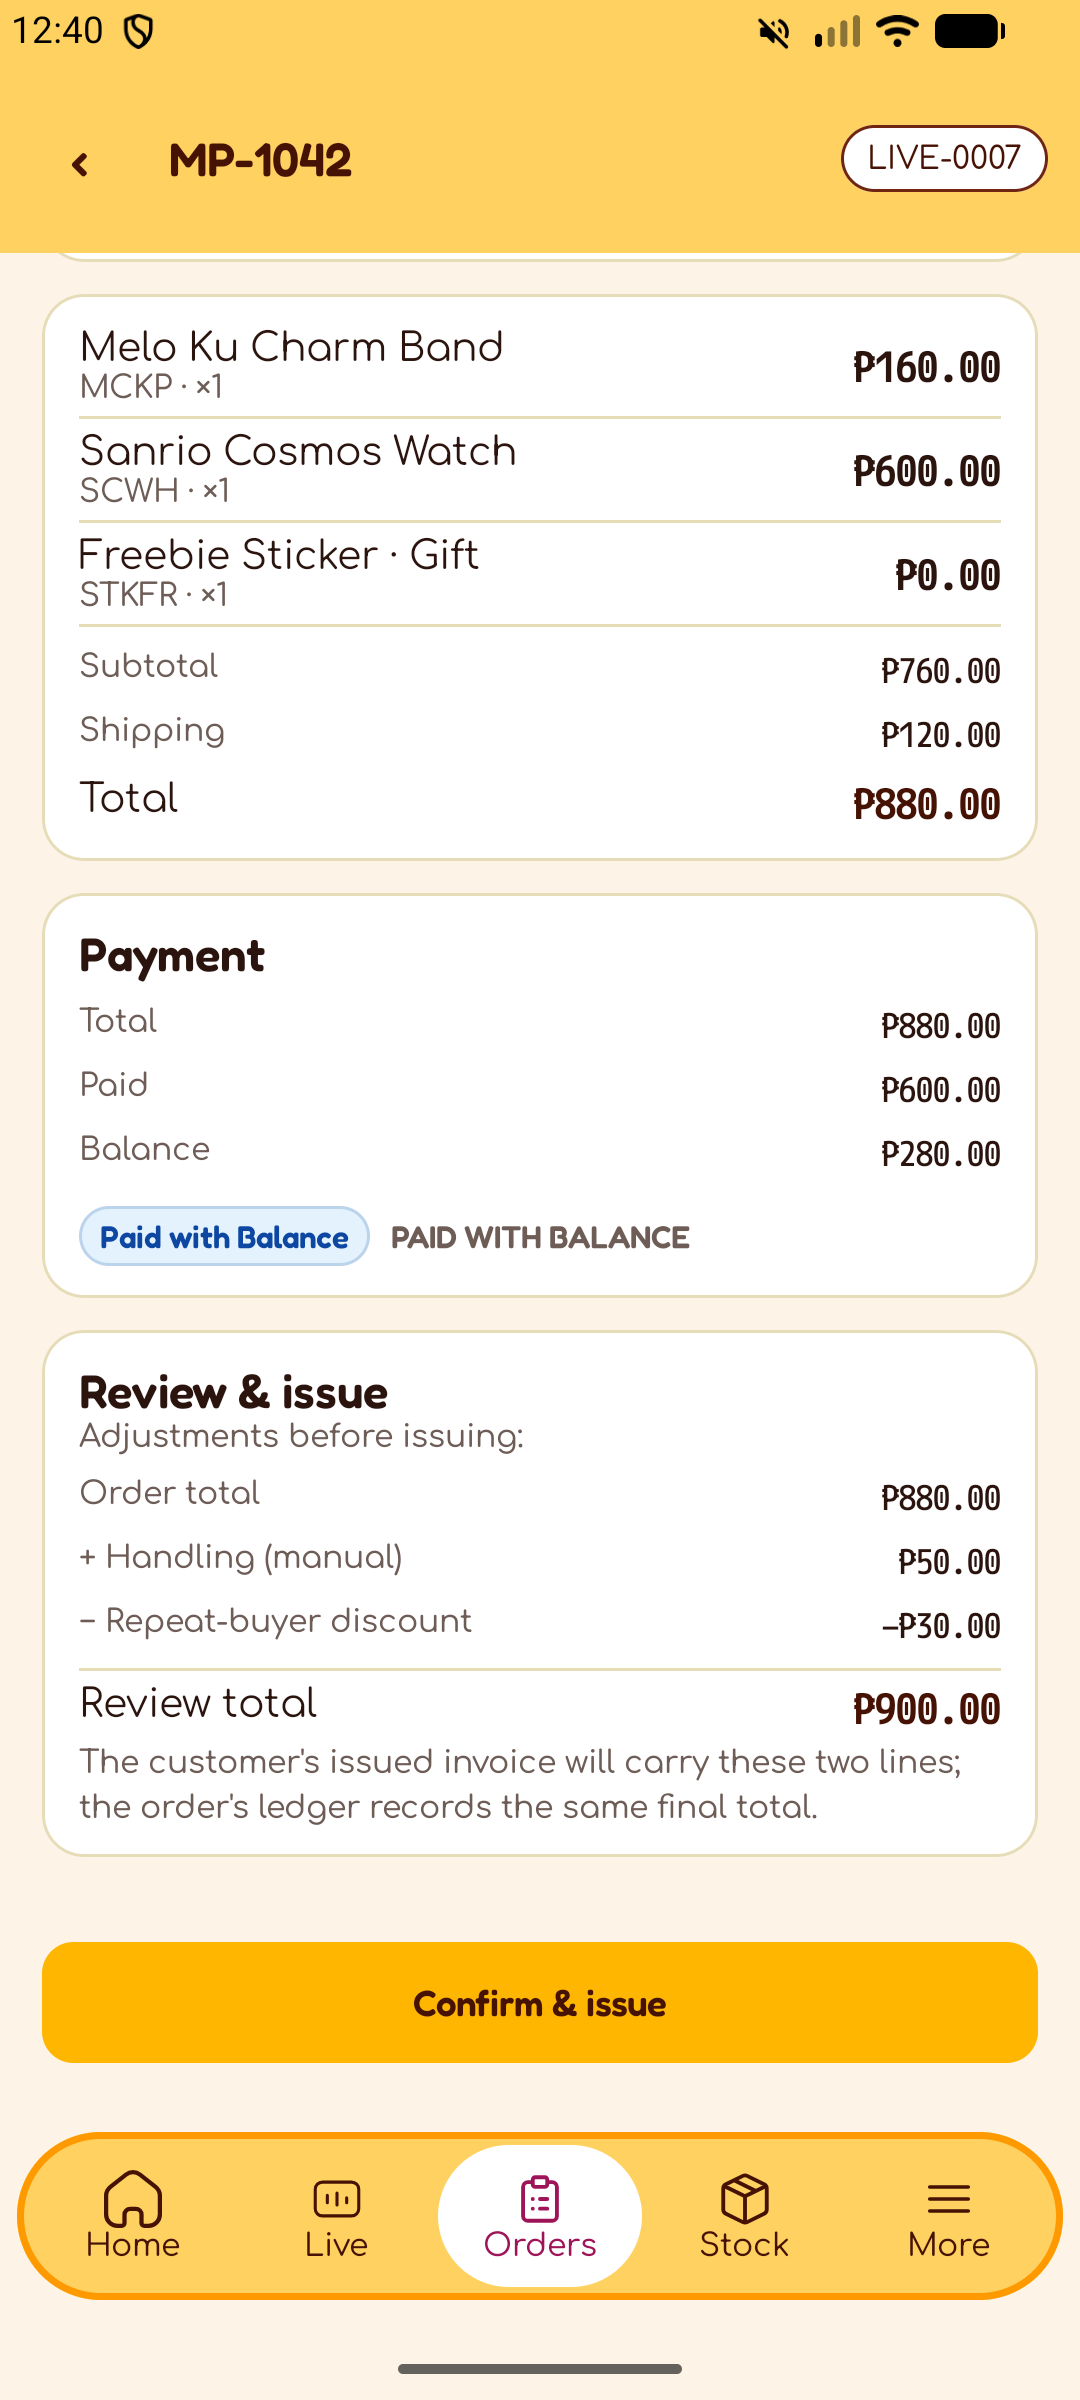 12:40
MP-1042
LIVE-0007
Melo Ku Charm Band
MCKP · ×1
₱160.00
Sanrio Cosmos Watch
SCWH · ×1
₱600.00
Freebie Sticker · Gift
STKFR · ×1
₱0.00
Subtotal ₱760.00
Shipping ₱120.00
Total ₱880.00
Payment
Total ₱880.00
Paid ₱600.00
Balance ₱280.00
Paid with Balance PAID WITH BALANCE
Review & issue
Adjustments before issuing:
Order total ₱880.00
+ Handling (manual) ₱50.00
− Repeat-buyer discount −₱30.00
Review total ₱900.00
The customer's issued invoice will carry these two lines;
the order's ledger records the same final total.
Confirm & issue
Home Live Orders Stock More